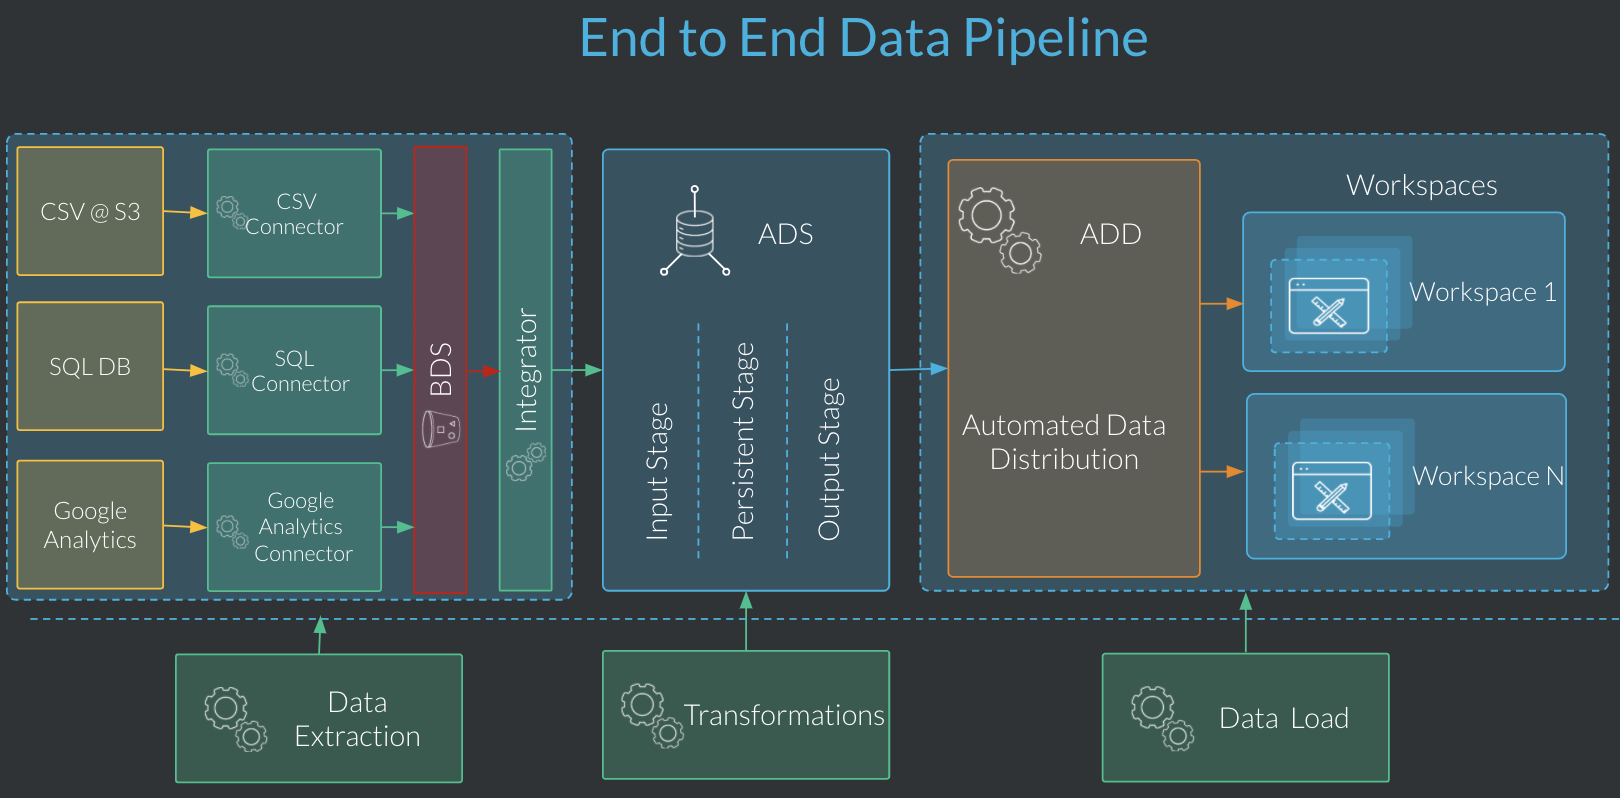 End to End Data Pipeline
CSV @ S3
CSV
Connector
SQL DB
SQL
Connector
Google
Analytics
Google
Analytics
Connector
BDS
Integrator
ADS
Input Stage
Persistent Stage
Output Stage
ADD
Automated Data
Distribution
Workspaces
Workspace 1
Workspace N
Data
Extraction
Transformations
Data Load